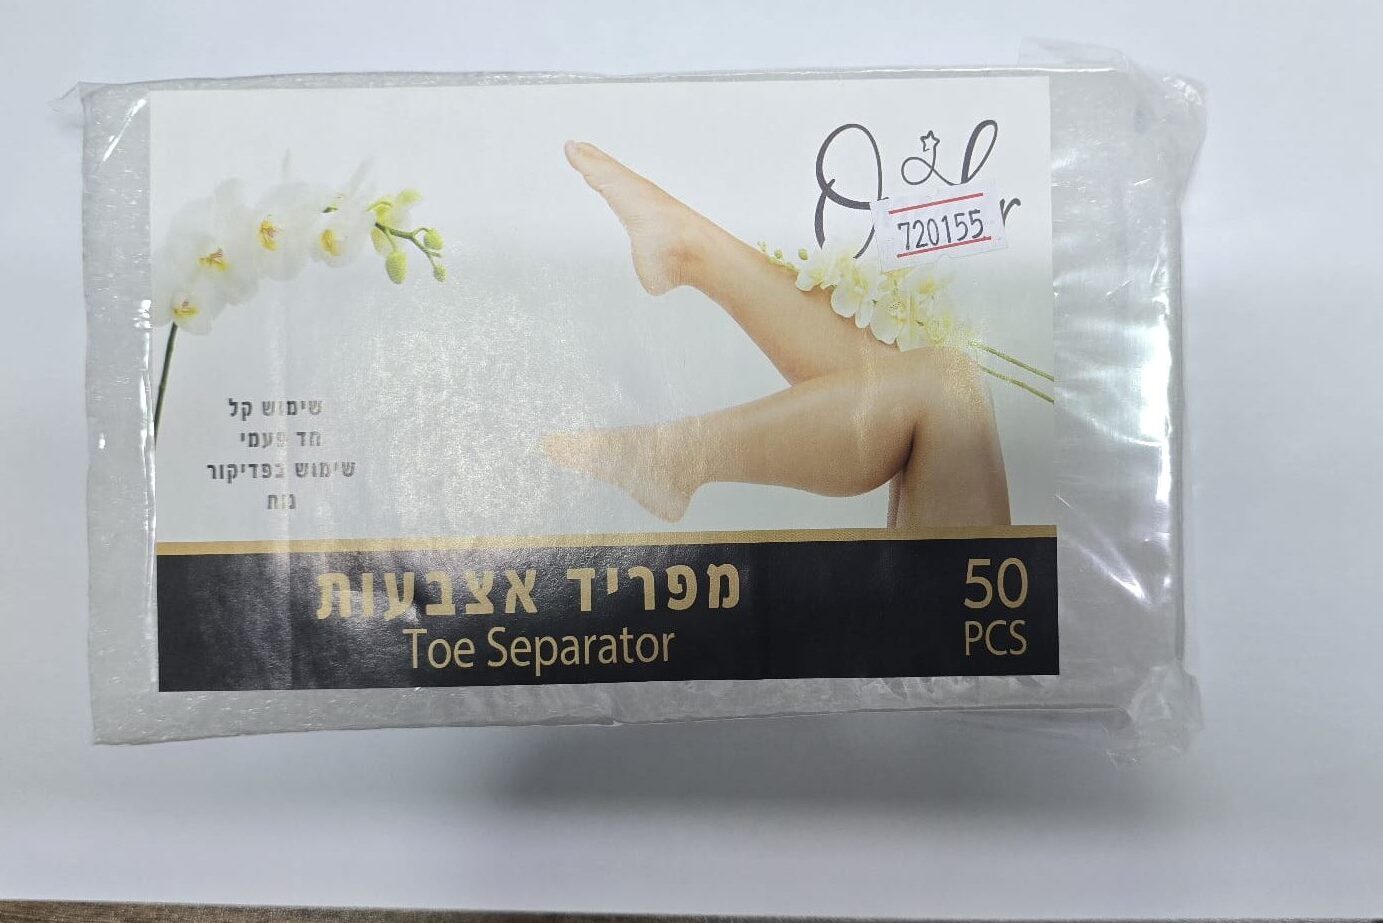 720155
שימוש קל
חד פעמי
שימוש בפדיקור
נוח
מפריד אצבעות
Toe Separator
50
PCS